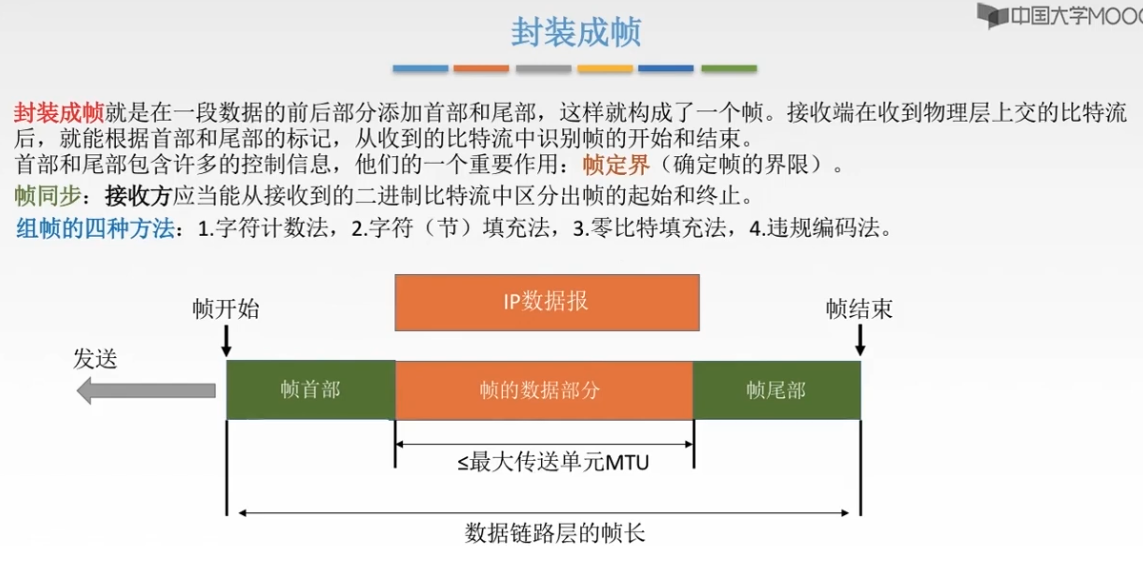 中国大学MOOC
封装成帧
封装成帧就是在一段数据的前后部分添加首部和尾部，这样就构成了一个帧。接收端在收到物理层上交的比特流
后，就能根据首部和尾部的标记，从收到的比特流中识别帧的开始和结束。
首部和尾部包含许多的控制信息，他们的一个重要作用：帧定界（确定帧的界限）。
帧同步：接收方应当能从接收到的二进制比特流中区分出帧的起始和终止。
组帧的四种方法：1.字符计数法，2.字符（节）填充法，3.零比特填充法，4.违规编码法。
IP数据报
帧开始
帧结束
发送
帧首部
帧的数据部分
帧尾部
≤最大传送单元MTU
数据链路层的帧长